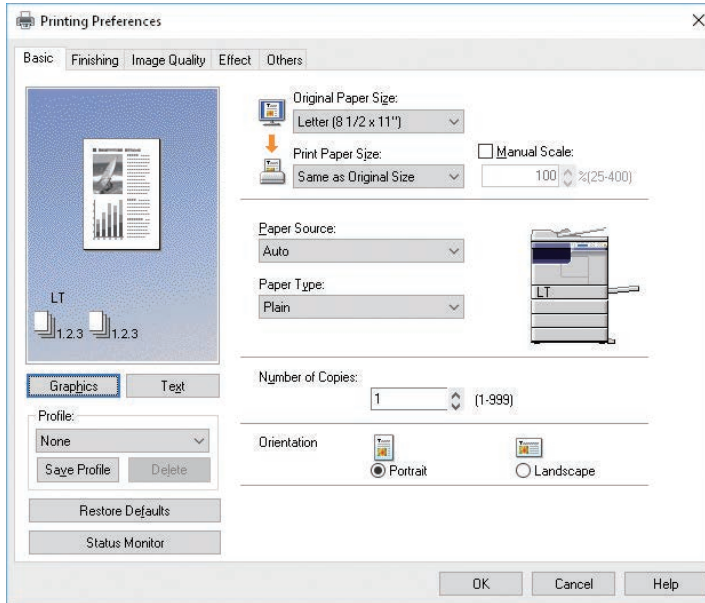 Printing Preferences
Basic Finishing Image Quality Effect Others
Original Paper Size:
Letter (8 1/2 x 11")
Print Paper Size:
Same as Original Size
Manual Scale:
100 %(25-400)
LT
1.2.3 1.2.3
Paper Source:
Auto
Paper Type:
Plain
LT
Graphics Text
Profile:
None
Save Profile Delete
Restore Defaults
Status Monitor
Number of Copies:
1 (1-999)
Orientation
Portrait Landscape
OK Cancel Help